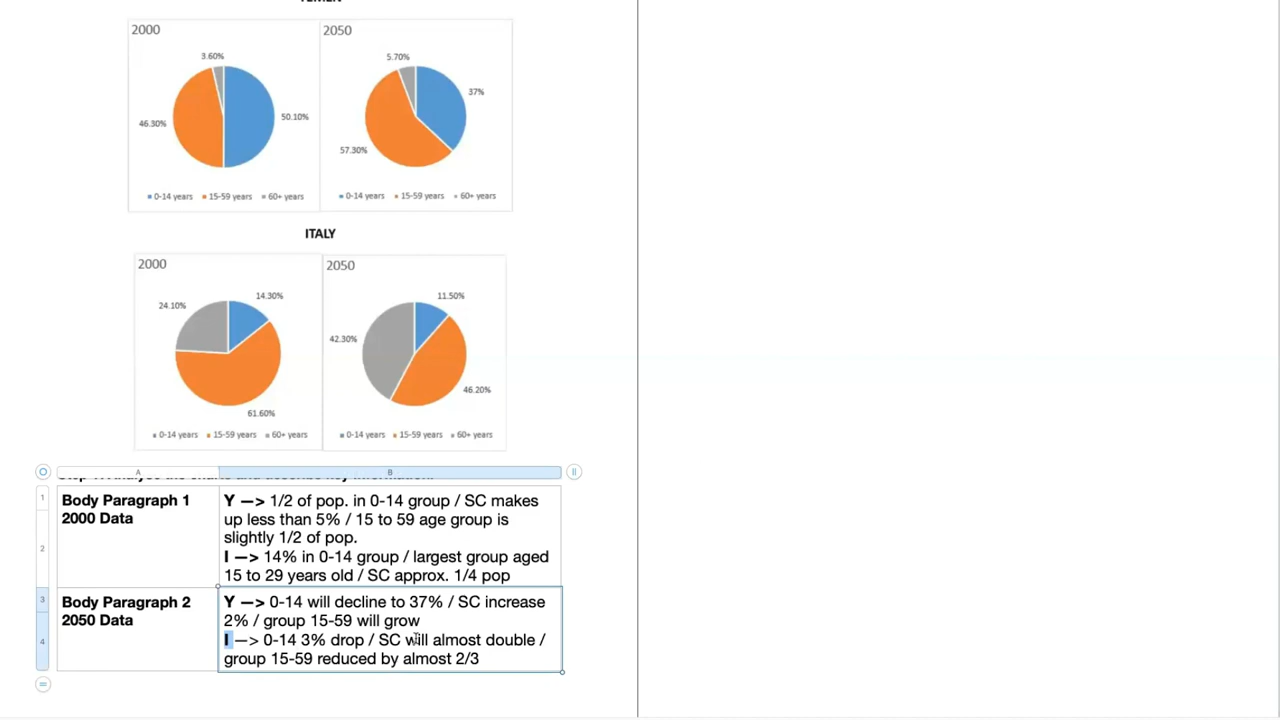 YEMEN
2000
2050
3.60%
5.70%
46.30%
50.10%
37%
57.30%
0-14 years 15-59 years 60+ years
0-14 years 15-59 years 60+ years
ITALY
2000
2050
24.10%
14.30%
11.50%
42.30%
61.60%
46.20%
0-14 years 15-59 years 60+ years
0-14 years 15-59 years 60+ years
A
B
1
2
3
4
Body Paragraph 1
2000 Data
Y —> 1/2 of pop. in 0-14 group / SC makes
up less than 5% / 15 to 59 age group is
slightly 1/2 of pop.
I —> 14% in 0-14 group / largest group aged
15 to 29 years old / SC approx. 1/4 pop
Body Paragraph 2
2050 Data
Y —> 0-14 will decline to 37% / SC increase
2% / group 15-59 will grow
I —> 0-14 3% drop / SC will almost double /
group 15-59 reduced by almost 2/3